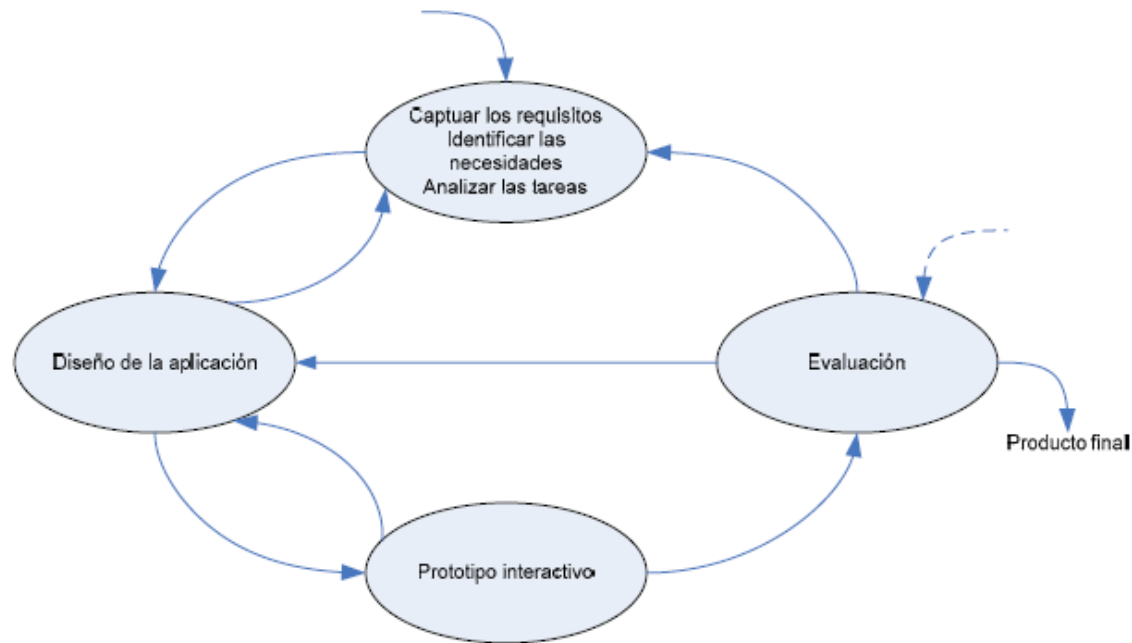 Captuar los requisitos
Identificar las
necesidades
Analizar las tareas
Diseño de la aplicación
Evaluación
Producto final
Prototipo interactivo